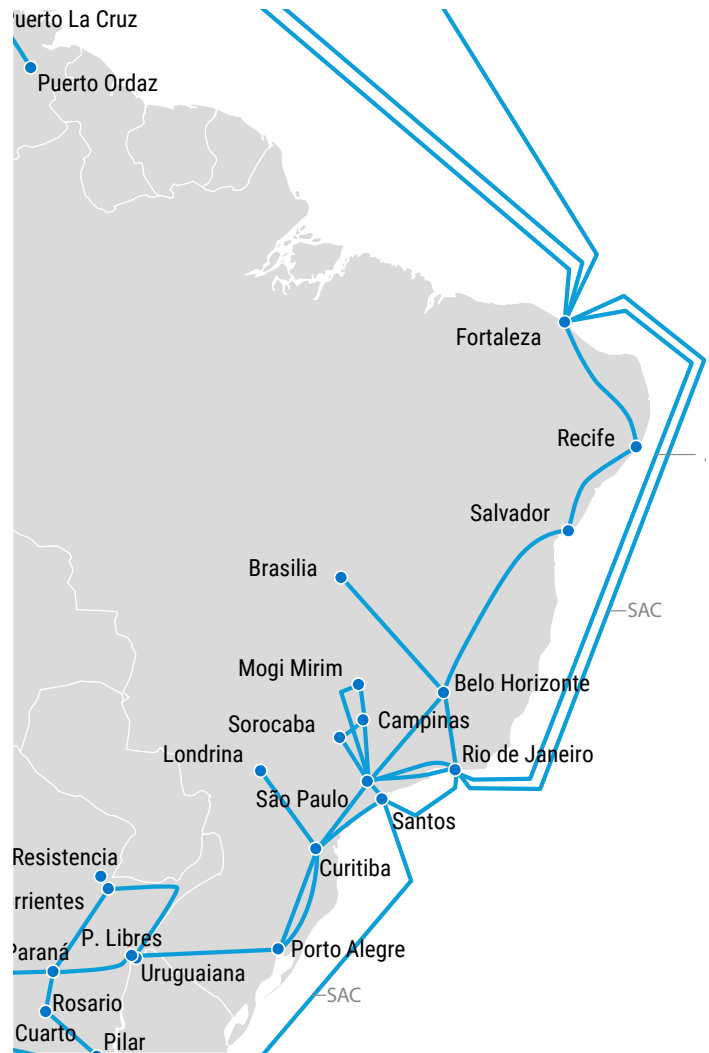 uerto La Cruz
Puerto Ordaz
Fortaleza
Recife
Salvador
Brasilia
SAC
Mogi Mirim
Belo Horizonte
Sorocaba
Campinas
Londrina
Rio de Janeiro
São Paulo
Santos
Resistencia
Curitiba
rrientes
P. Libres
Paraná
Porto Alegre
Uruguaiana
SAC
Rosario
Cuarto
Pilar